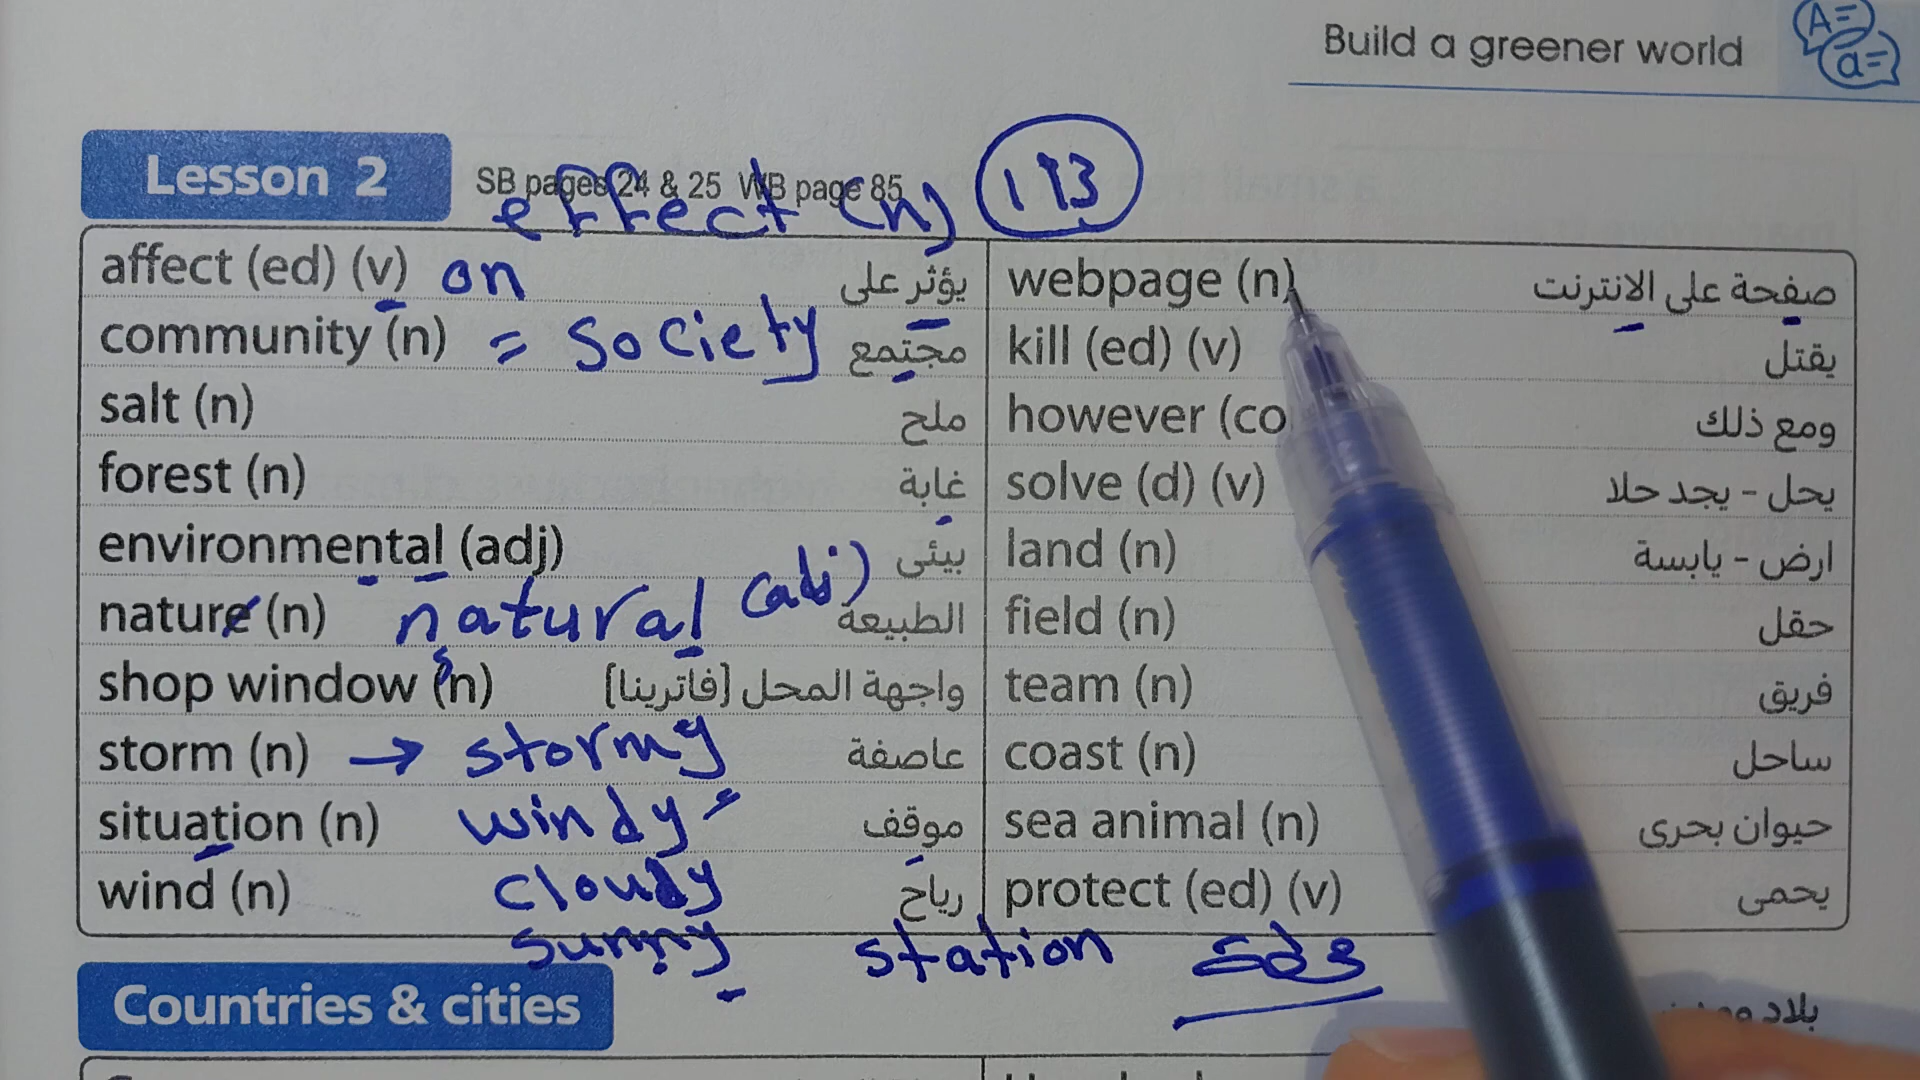 Build a greener world
A= a=
Lesson 2 SB pages 24 & 25 WB page 85
effect (n) 193
affect (ed) (v) on يؤثر على
community (n) = society مجتمع
salt (n) ملح
forest (n) غابة
environmental (adj) بيئى
nature (n) natural (adj) الطبيعة
shop window (n) واجهة المحل [فاترينا]
storm (n) → stormy عاصفة
situation (n) windy موقف
wind (n) cloudy رياح
sunny station
webpage (n) صفحة على الانترنت
kill (ed) (v) يقتل
however (co ومع ذلك
solve (d) (v) يحل - يجد حلا
land (n) ارض - يابسة
field (n) حقل
team (n) فريق
coast (n) ساحل
sea animal (n) حيوان بحرى
protect (ed) (v) يحمى
Countries & cities بلاد